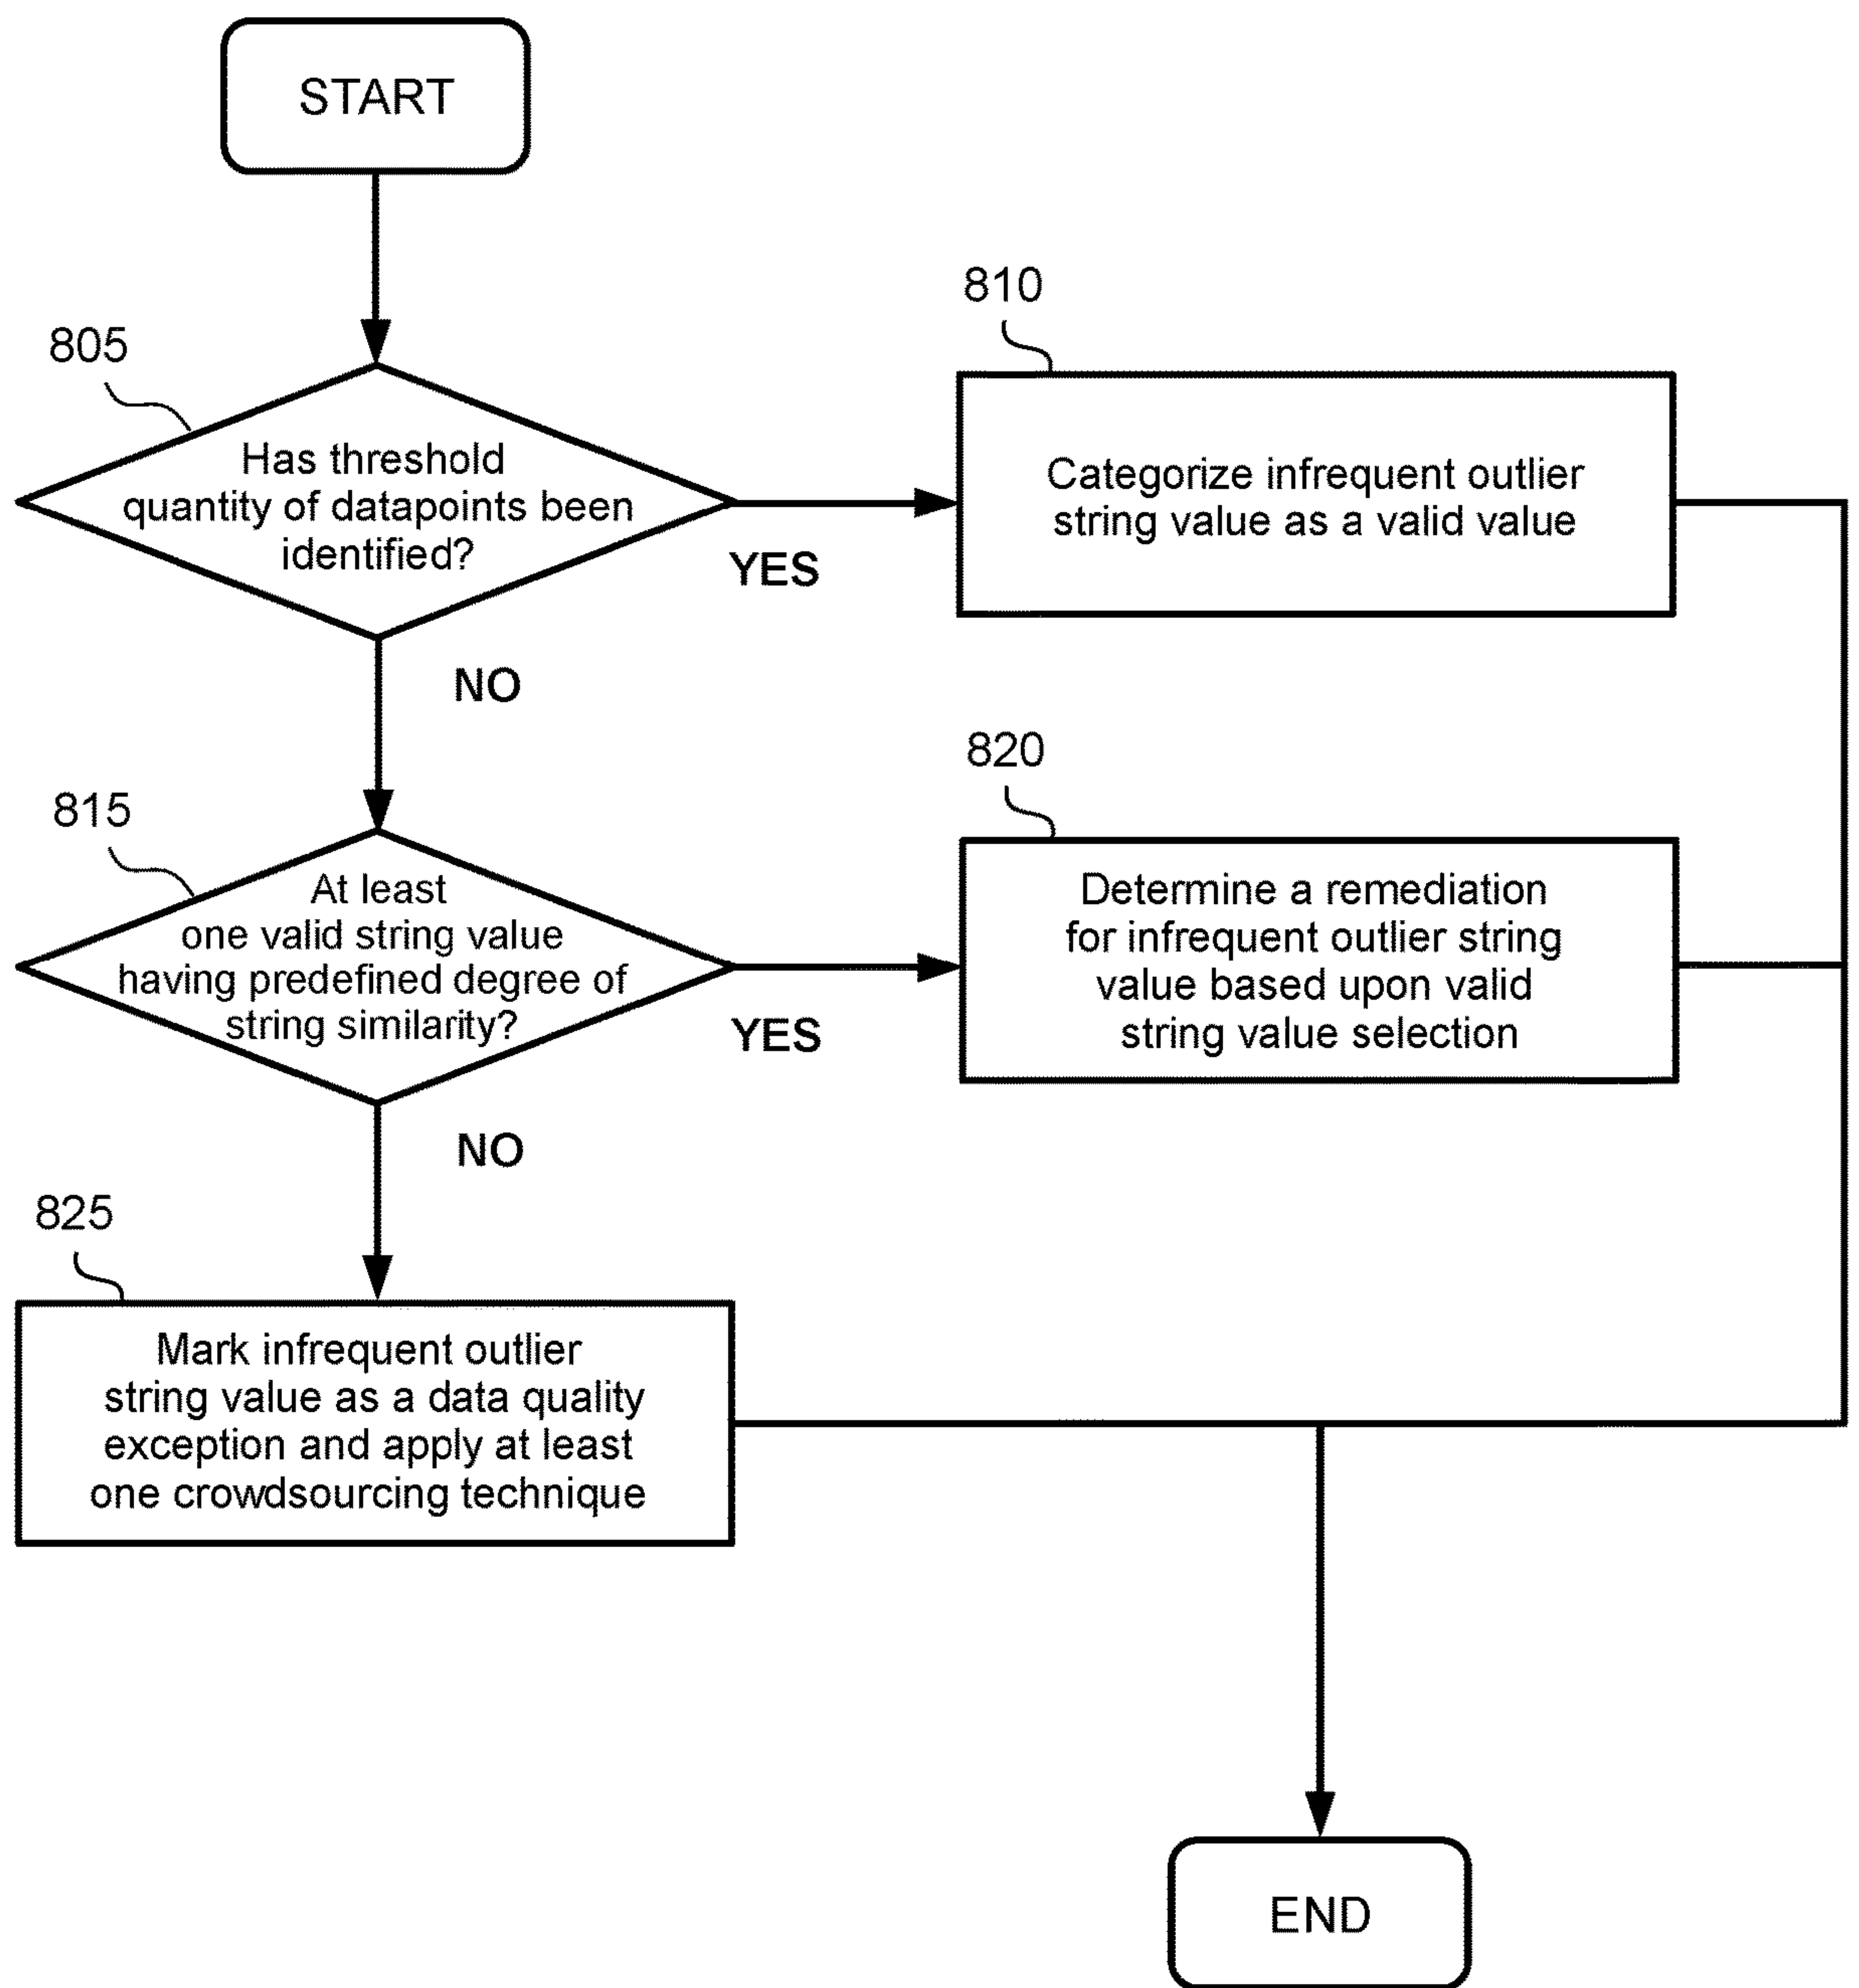 START
805
Has threshold
quantity of datapoints been
identified?
YES
810
Categorize infrequent outlier
string value as a valid value
NO
815
At least
one valid string value
having predefined degree of
string similarity?
YES
820
Determine a remediation
for infrequent outlier string
value based upon valid
string value selection
NO
825
Mark infrequent outlier
string value as a data quality
exception and apply at least
one crowdsourcing technique
END